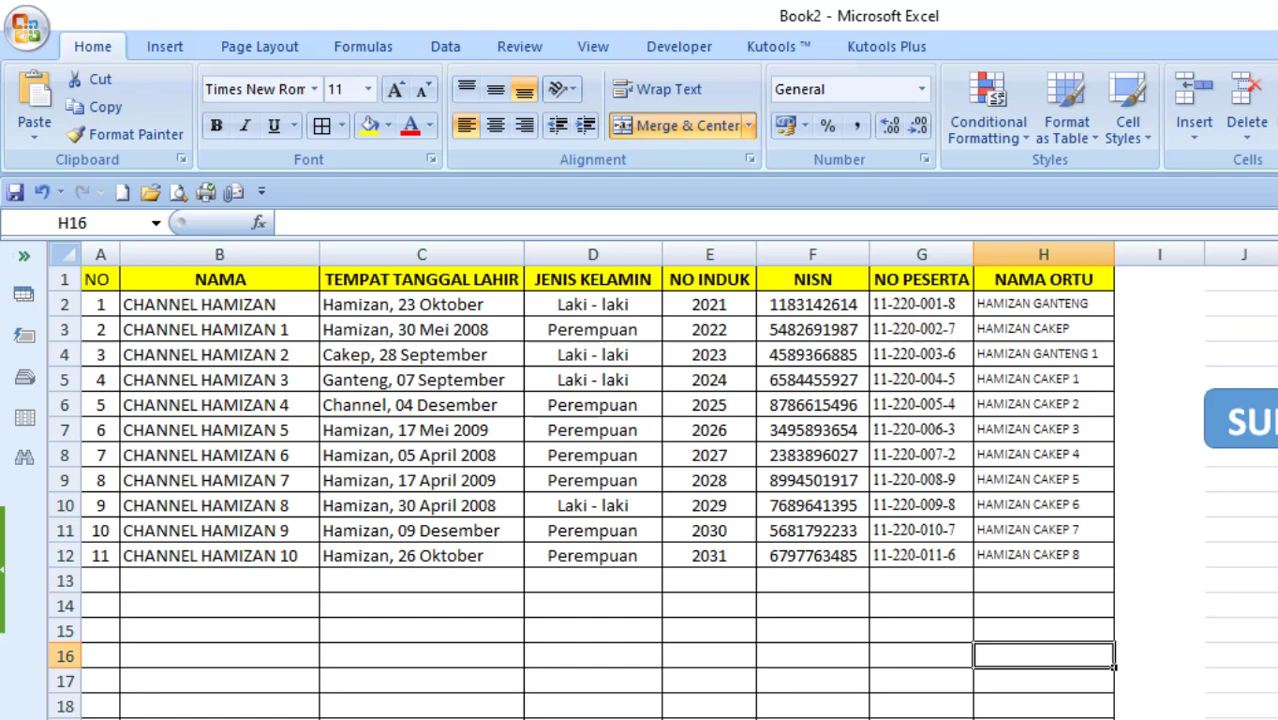 Book2 - Microsoft Excel
Home Insert Page Layout Formulas Data Review View Developer Kutools ™ Kutools Plus
Paste Cut Copy Format Painter
Times New Ron 11
B I U A
Wrap Text
Merge & Center
General
% ,
Conditional Formatting Format as Table Cell Styles
Insert Delete
Clipboard Font Alignment Number Styles Cells
H16 fx
A B C D E F G H I J
1 NO NAMA TEMPAT TANGGAL LAHIR JENIS KELAMIN NO INDUK NISN NO PESERTA NAMA ORTU
2 1 CHANNEL HAMIZAN Hamizan, 23 Oktober Laki - laki 2021 1183142614 11-220-001-8 HAMIZAN GANTENG
3 2 CHANNEL HAMIZAN 1 Hamizan, 30 Mei 2008 Perempuan 2022 5482691987 11-220-002-7 HAMIZAN CAKEP
4 3 CHANNEL HAMIZAN 2 Cakep, 28 September Laki - laki 2023 4589366885 11-220-003-6 HAMIZAN GANTENG 1
5 4 CHANNEL HAMIZAN 3 Ganteng, 07 September Laki - laki 2024 6584455927 11-220-004-5 HAMIZAN CAKEP 1
6 5 CHANNEL HAMIZAN 4 Channel, 04 Desember Perempuan 2025 8786615496 11-220-005-4 HAMIZAN CAKEP 2
7 6 CHANNEL HAMIZAN 5 Hamizan, 17 Mei 2009 Perempuan 2026 3495893654 11-220-006-3 HAMIZAN CAKEP 3
8 7 CHANNEL HAMIZAN 6 Hamizan, 05 April 2008 Perempuan 2027 2383896027 11-220-007-2 HAMIZAN CAKEP 4
9 8 CHANNEL HAMIZAN 7 Hamizan, 17 April 2009 Perempuan 2028 8994501917 11-220-008-9 HAMIZAN CAKEP 5
10 9 CHANNEL HAMIZAN 8 Hamizan, 30 April 2008 Laki - laki 2029 7689641395 11-220-009-8 HAMIZAN CAKEP 6
11 10 CHANNEL HAMIZAN 9 Hamizan, 09 Desember Perempuan 2030 5681792233 11-220-010-7 HAMIZAN CAKEP 7
12 11 CHANNEL HAMIZAN 10 Hamizan, 26 Oktober Perempuan 2031 6797763485 11-220-011-6 HAMIZAN CAKEP 8
13
14
15
16
17
18